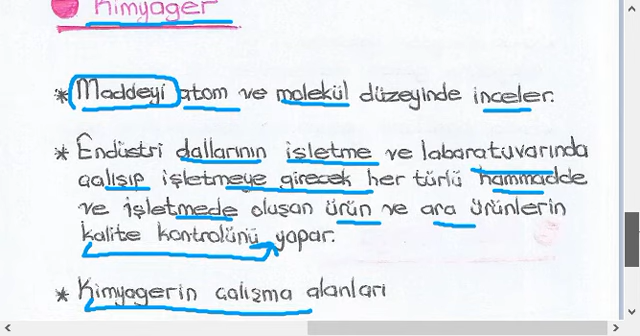 Kimyager
* Maddeyi atom ve molekül düzeyinde inceler.
* Endüstri dallarının işletme ve labaratuvarında
çalışıp işletmeye girecek her türlü hammadde
ve işletmede oluşan ürün ve ara ürünlerin
kalite kontrolünü yapar.
* Kimyagerin çalışma alanları